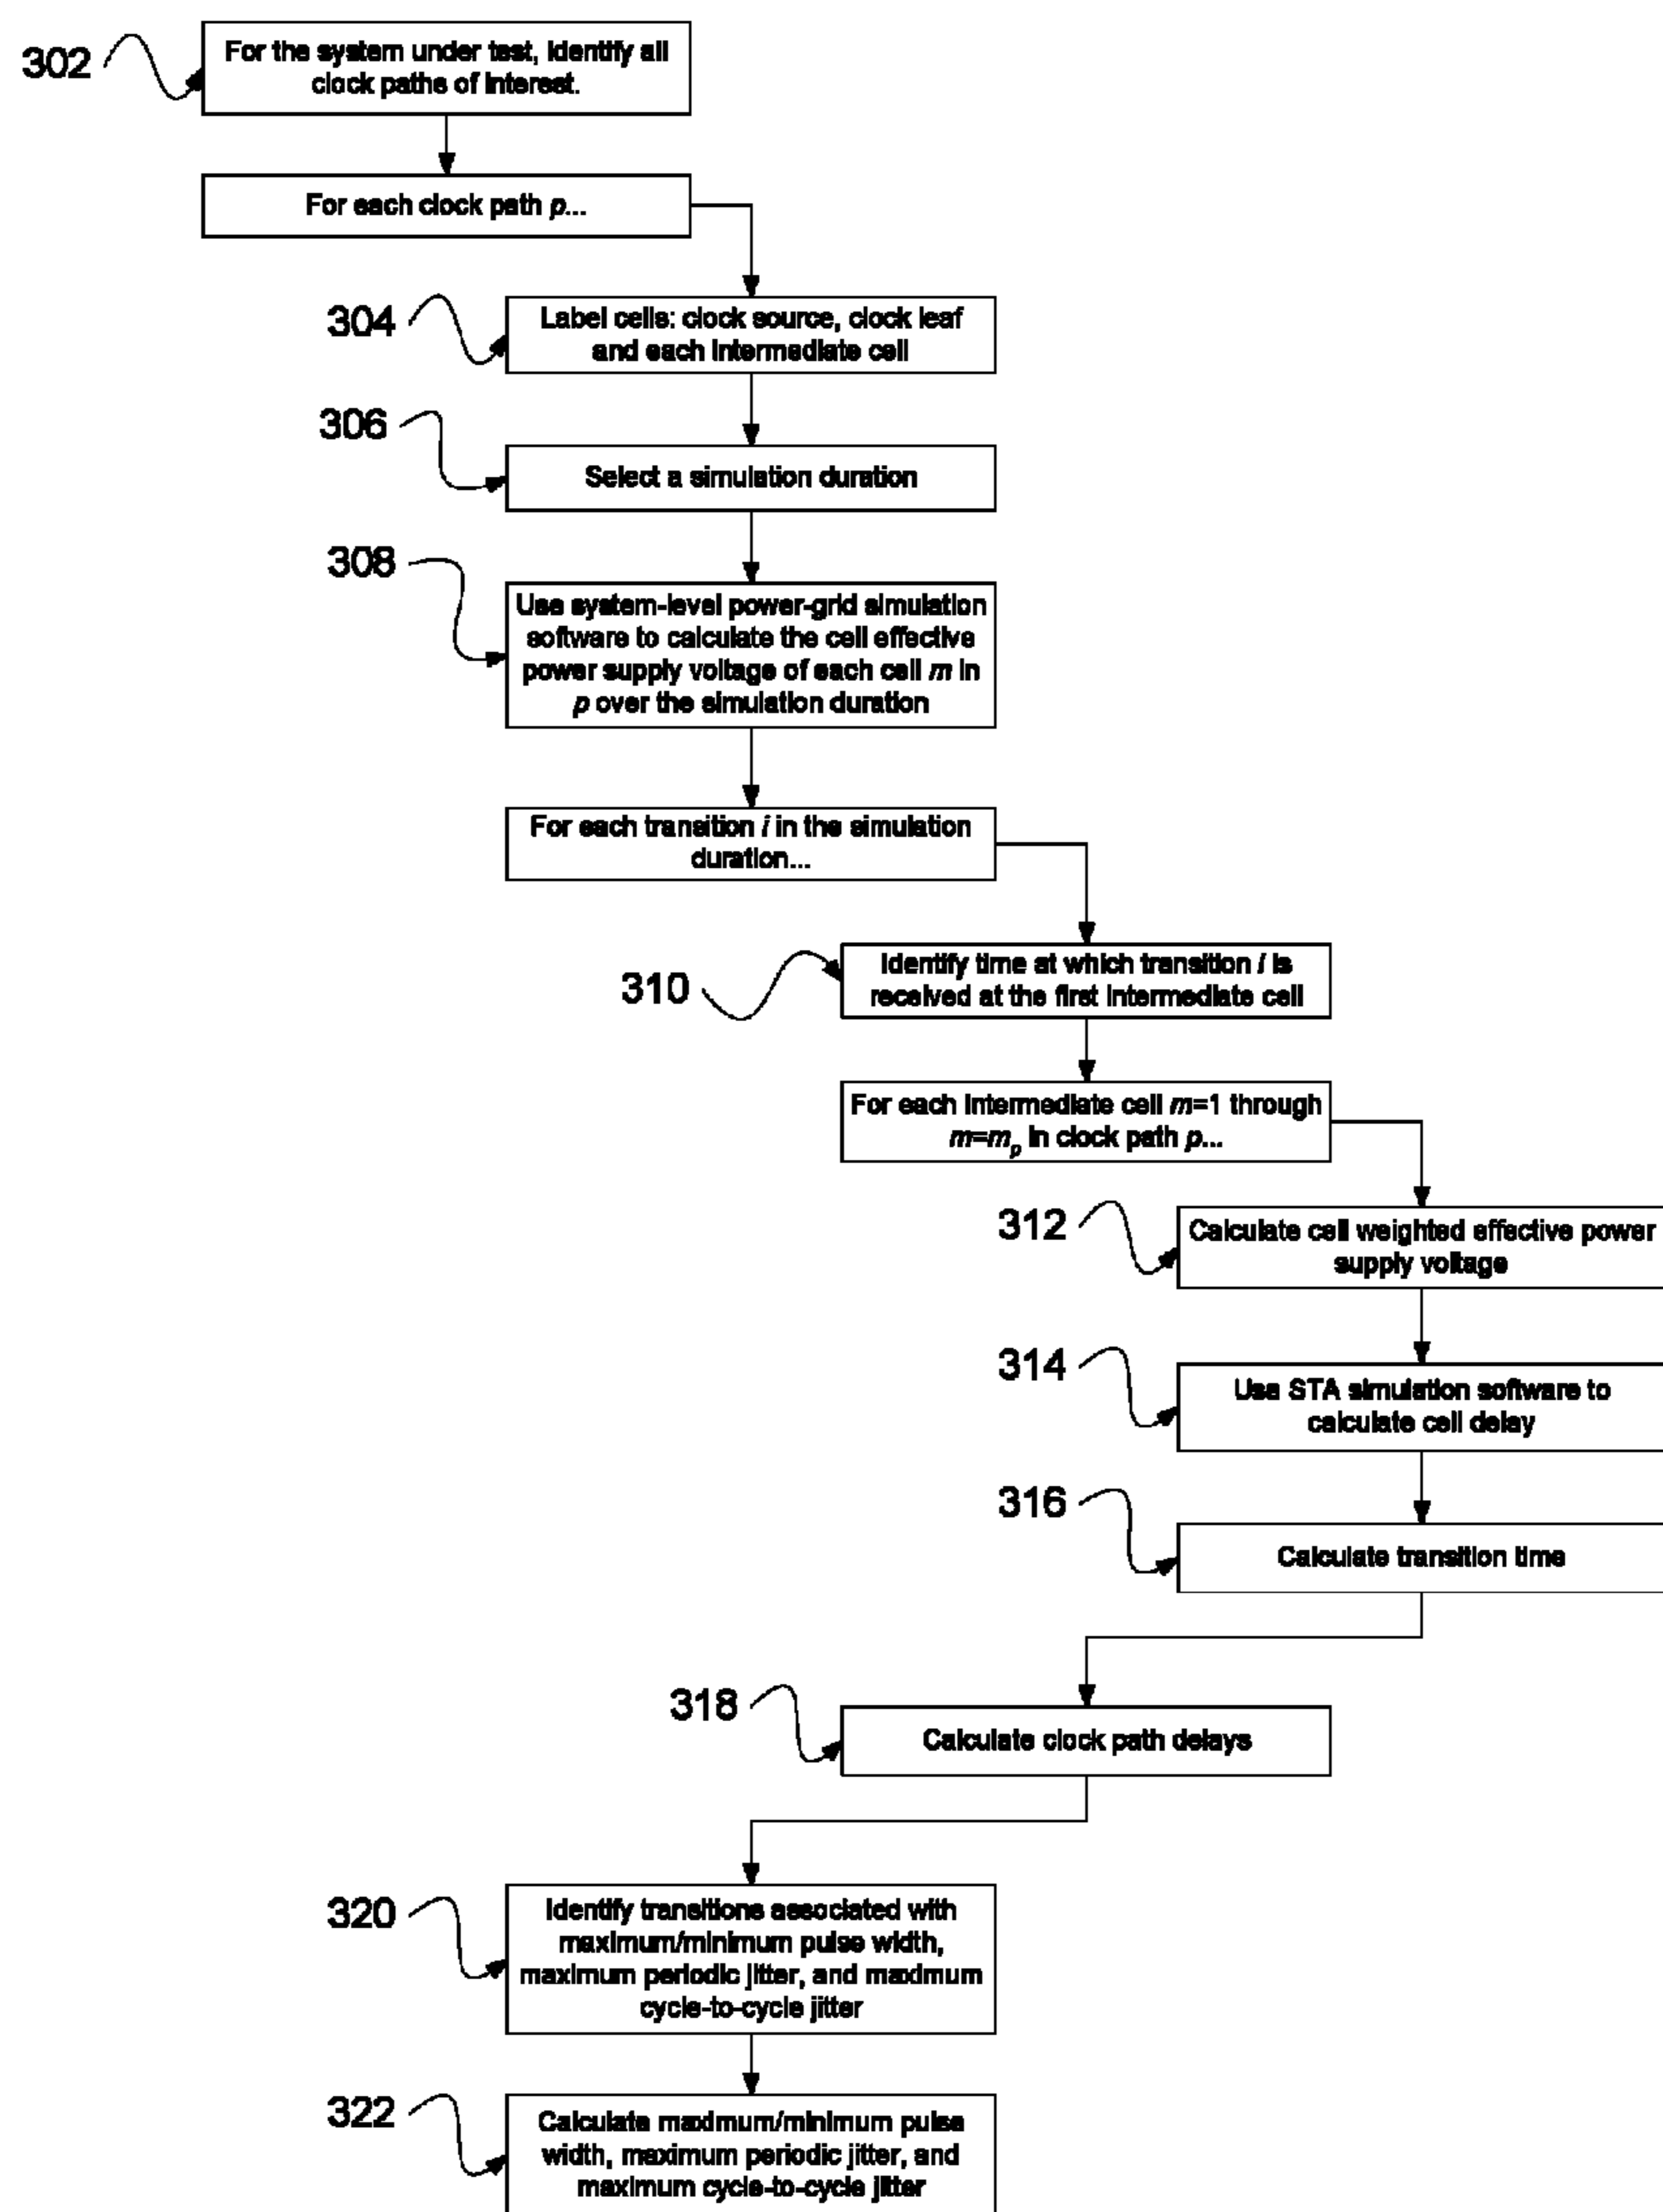 302
For the system under test, identify all
clock paths of interest.
For each clock path p...
304
Label cells: clock source, clock leaf
and each intermediate cell
306
Select a simulation duration
308
Use system-level power-grid simulation
software to calculate the cell effective
power supply voltage of each cell m in
p over the simulation duration
For each transition i in the simulation
duration...
310
Identify time at which transition i is
received at the first intermediate cell
For each intermediate cell m=1 through
m=mp in clock path p...
312
Calculate cell weighted effective power
supply voltage
314
Use STA simulation software to
calculate cell delay
316
Calculate transition time
318
Calculate clock path delays
320
Identify transitions associated with
maximum/minimum pulse width,
maximum periodic jitter, and maximum
cycle-to-cycle jitter
322
Calculate maximum/minimum pulse
width, maximum periodic jitter, and
maximum cycle-to-cycle jitter